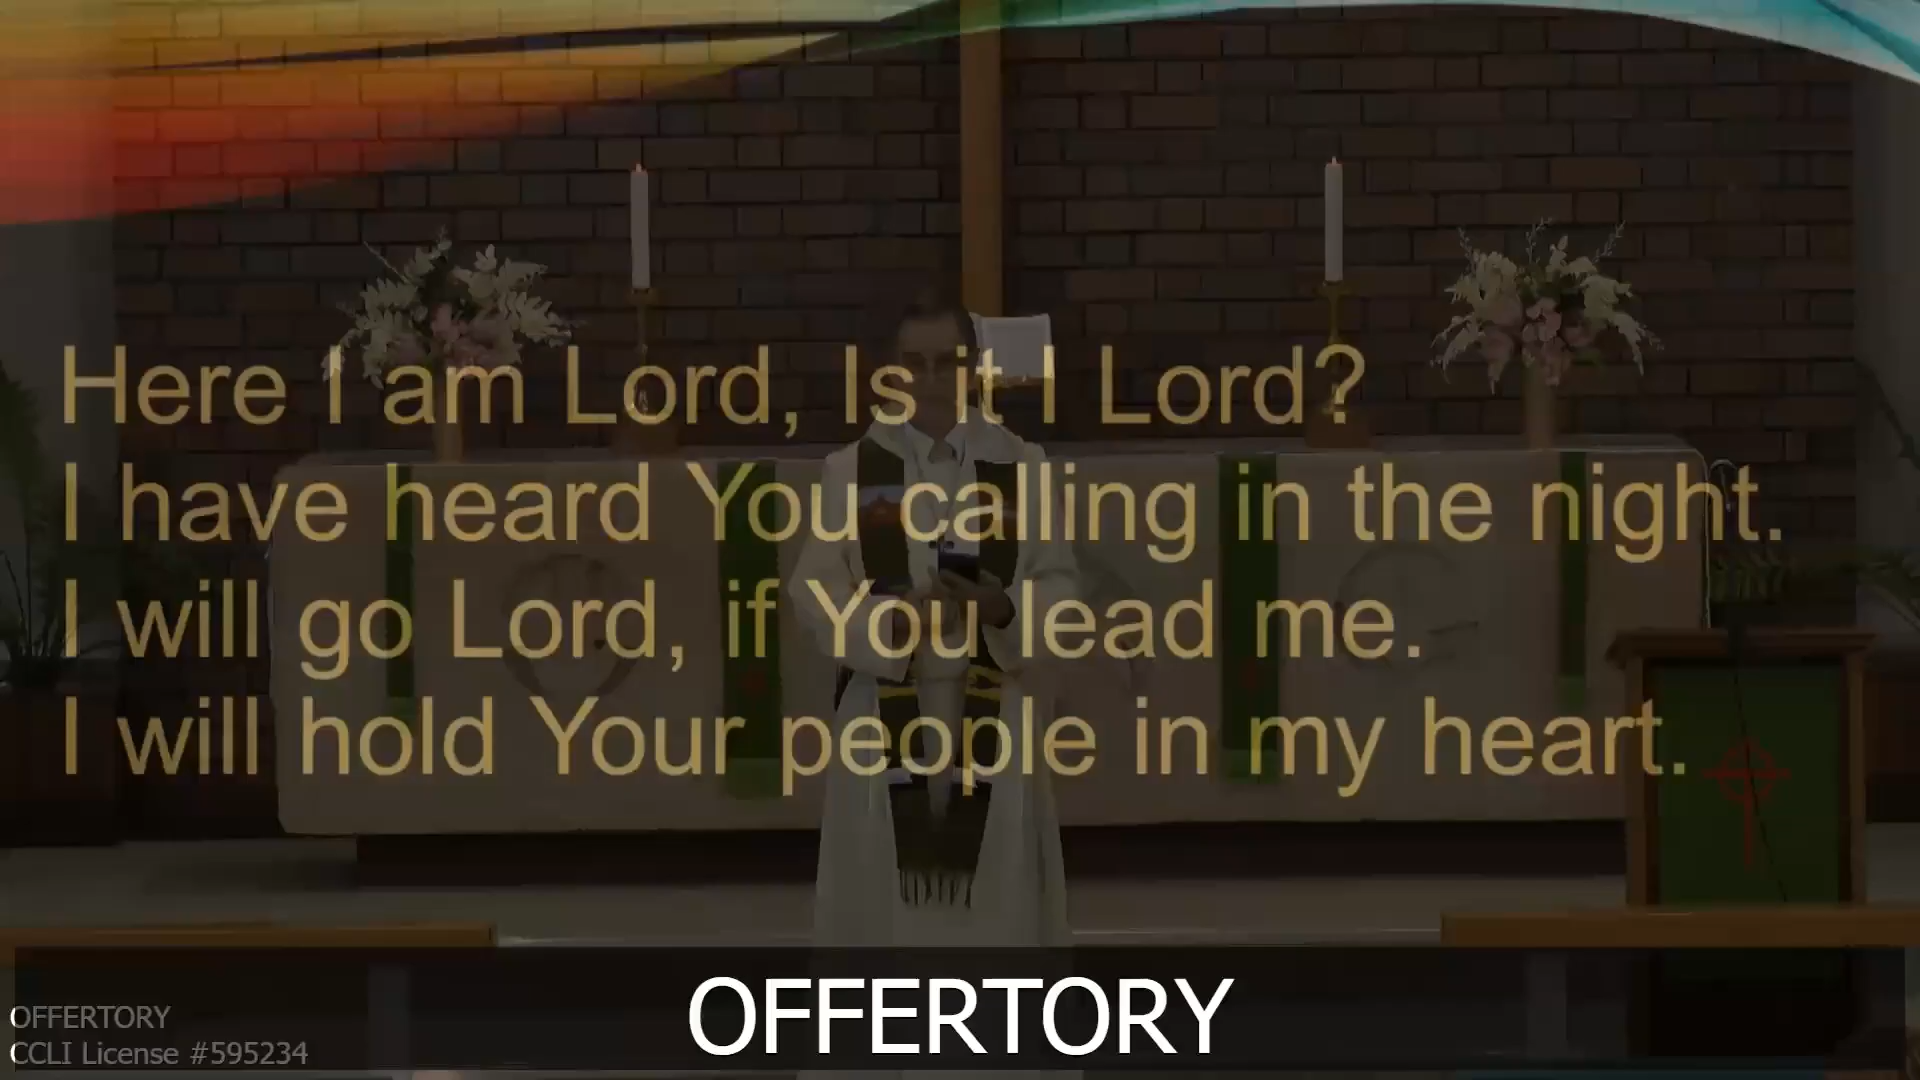 Here I am Lord, Is it I Lord?
I have heard You calling in the night.
I will go Lord, if You lead me.
I will hold Your people in my heart.
OFFERTORY
OFFERTORY
CCLI License #595234